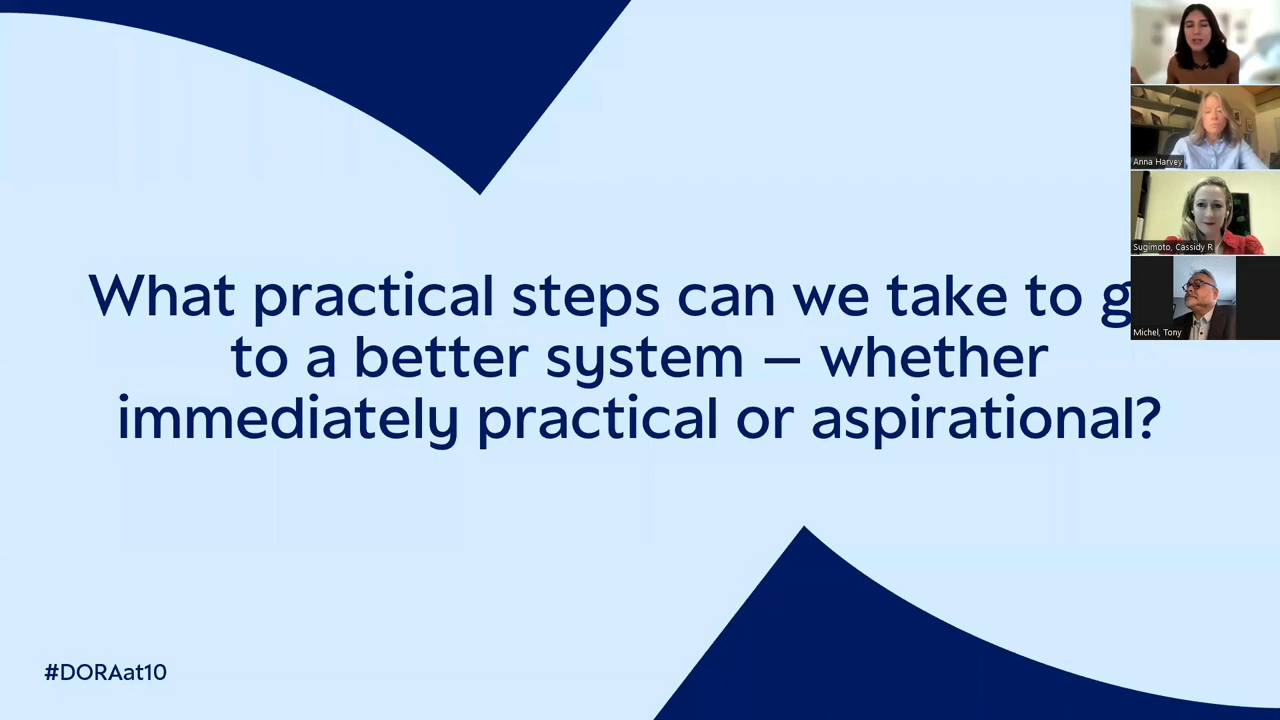 What practical steps can we take to
to a better system – whether
immediately practical or aspirational?
#DORAat10
Anna Harvey
Sugimoto, Cassidy R
Michel, Tony